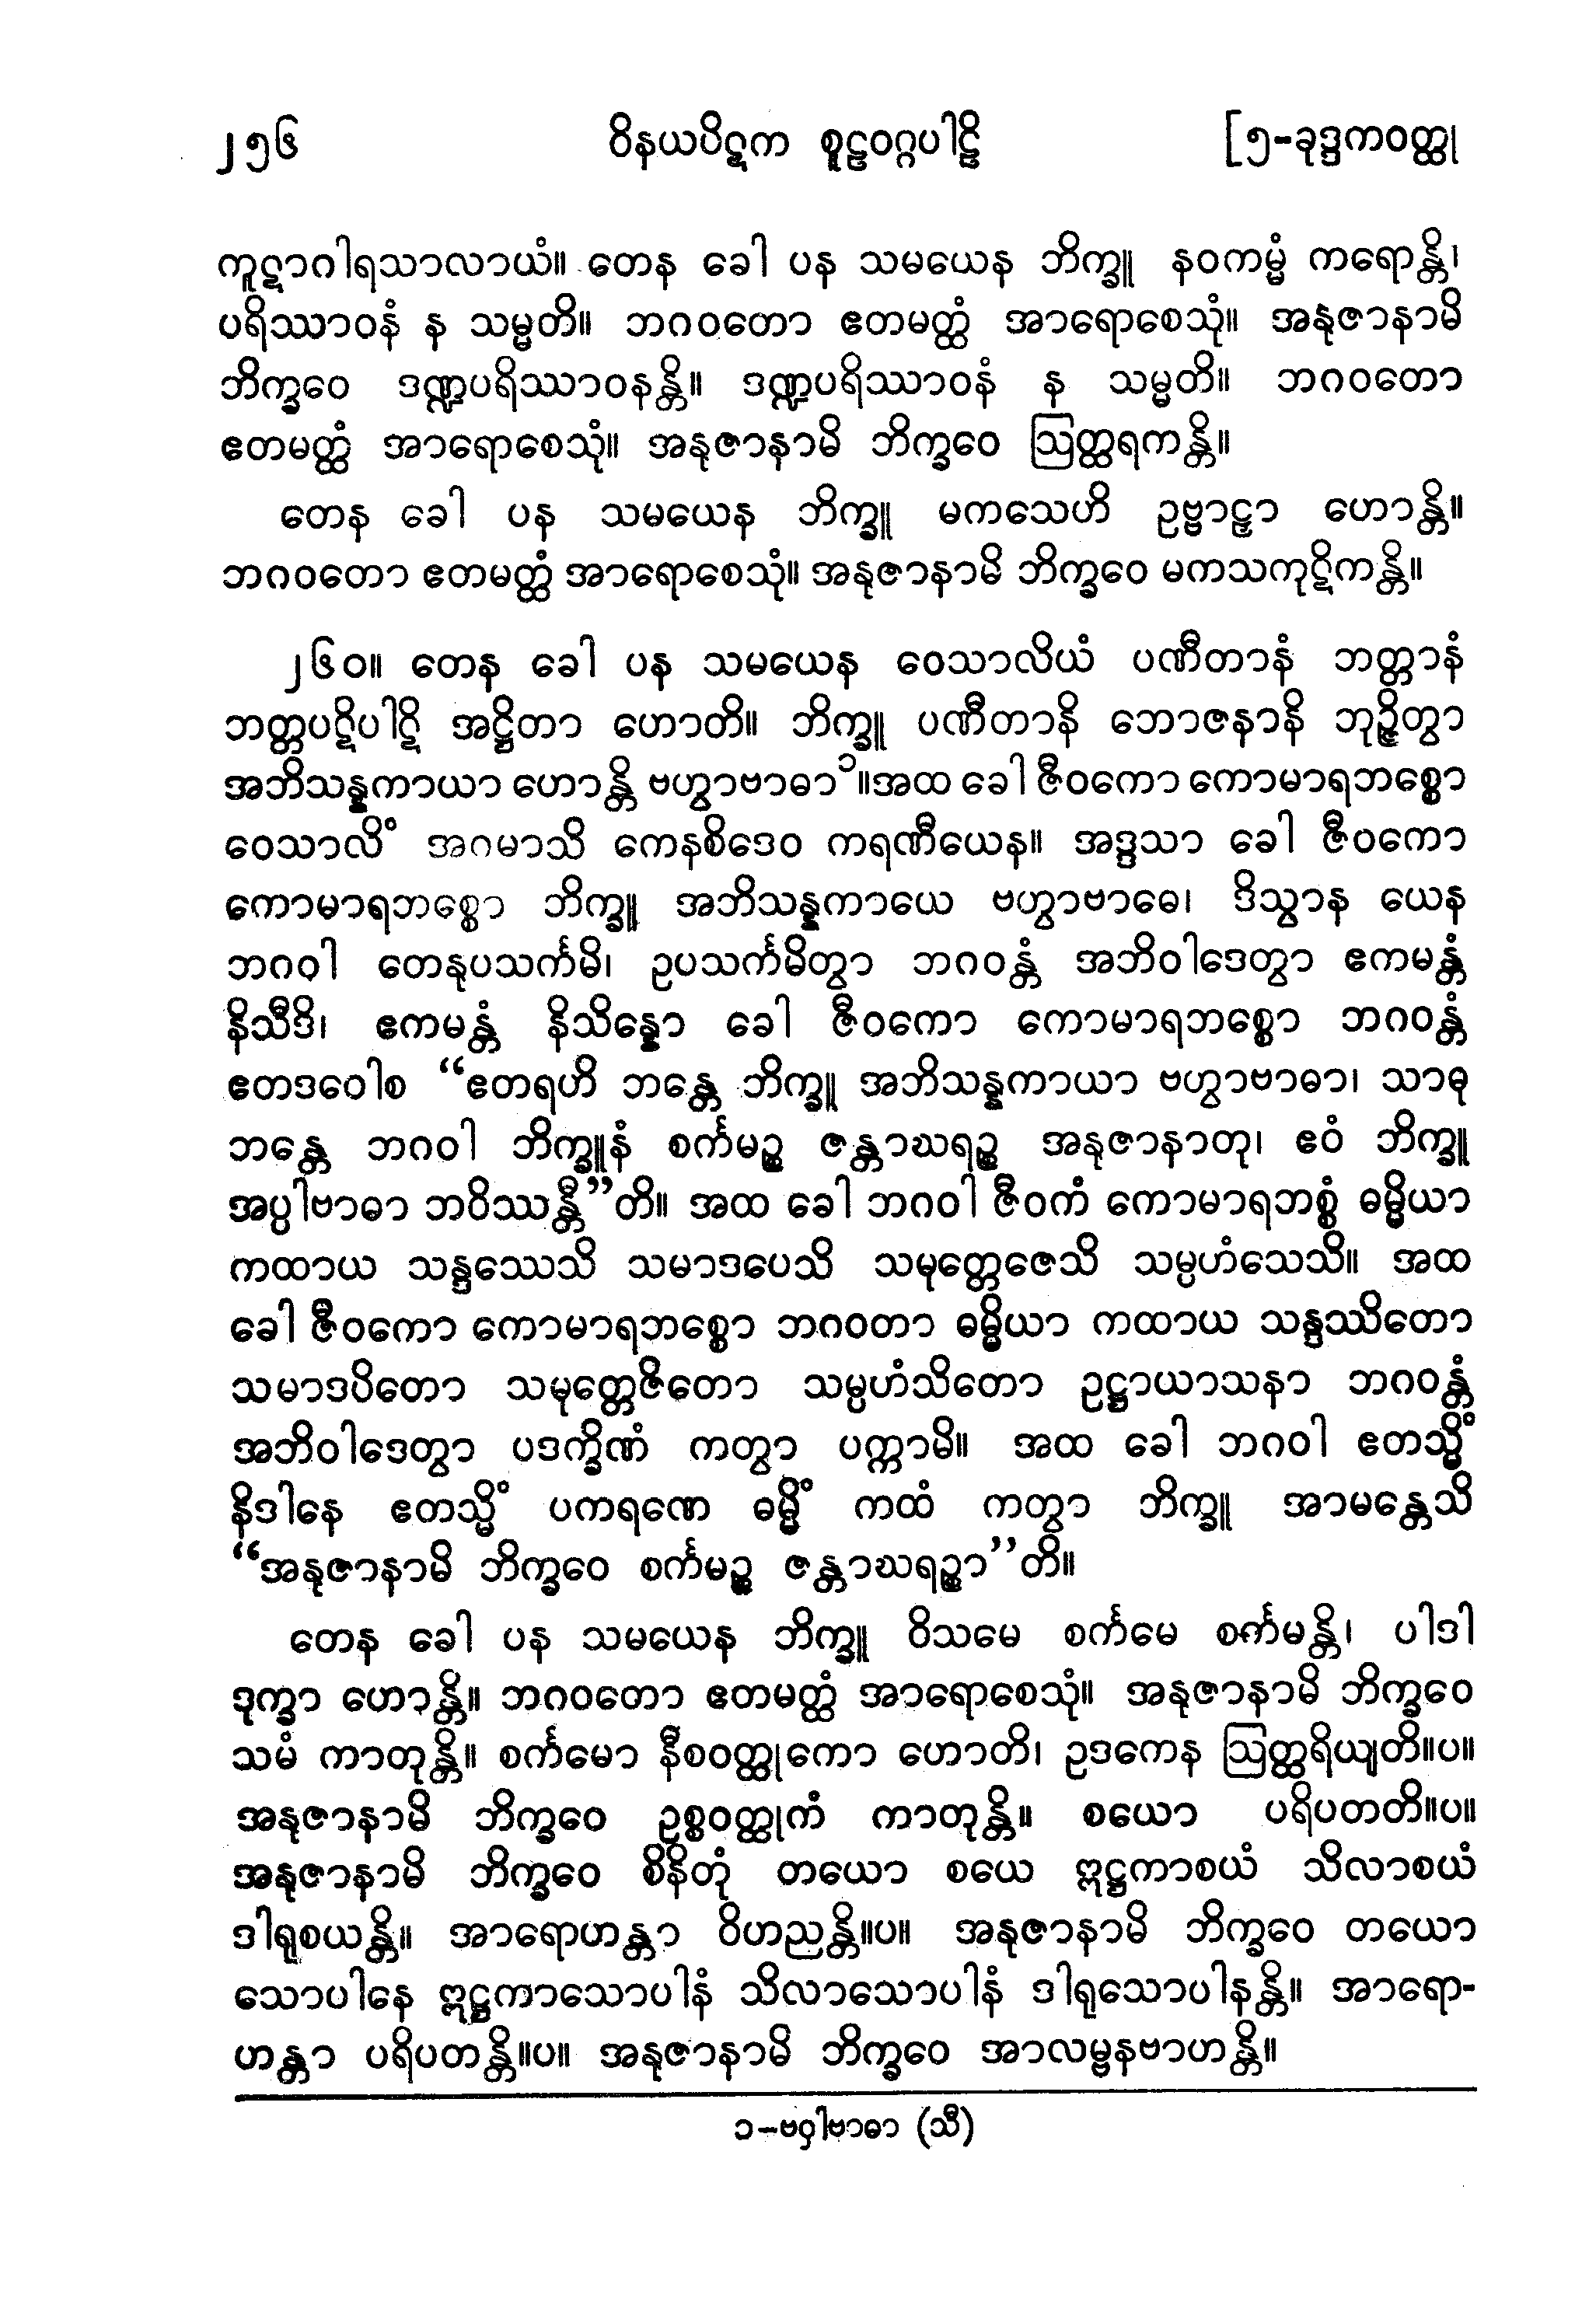 ၂၅၆ ဝိနယပိဋက စူဠဝဂ္ဂပါဠိ [၅-ခုဒ္ဒကဝတ္ထု
ကူဋာဂါရသာလာယံ။ တေန ခေါ ပန သမယေန ဘိက္ခူ နဝကမ္မံ ကရောန္တိ၊
ပရိဿာဝနံ န သမ္မတိ။ ဘဂဝတော ဧတမတ္ထံ အာရောစေသုံ။ အနုဇာနာမိ
ဘိက္ခဝေ ဒဏ္ဍပရိဿာဝနန္တိ။ ဒဏ္ဍပရိဿာဝနံ န သမ္မတိ။ ဘဂဝတော
ဧတမတ္ထံ အာရောစေသုံ။ အနုဇာနာမိ ဘိက္ခဝေ ဩတ္ထရကန္တိ။
တေန ခေါ ပန သမယေန ဘိက္ခူ မကသေဟိ ဥဗ္ဗာဠှာ ဟောန္တိ။
ဘဂဝတော ဧတမတ္ထံ အာရောစေသုံ။ အနုဇာနာမိ ဘိက္ခဝေ မကသကုဋိကန္တိ။
၂၆၀။ တေန ခေါ ပန သမယေန ဝေသာလိယံ ပဏီတာနံ ဘတ္တာနံ
ဘတ္တပဋိပါဋိ အဋ္ဌိတာ ဟောတိ။ ဘိက္ခူ ပဏီတာနိ ဘောဇနာနိ ဘုဉ္ဇိတွာ
အဘိသန္နကာယာ ဟောန္တိ ဗဟွာဗာဓာ၁။အထ ခေါ ဇီဝကော ကောမာရဘစ္စော
ဝေသာလိံ အဂမာသိ ကေနစိဒေဝ ကရဏီယေန။ အဒ္ဒသာ ခေါ ဇီဝကော
ကောမာရဘစ္စော ဘိက္ခူ အဘိသန္နကာယေ ဗဟွာဗာဓေ၊ ဒိသွာန ယေန
ဘဂဝါ တေနုပသင်္ကမိ၊ ဥပသင်္ကမိတွာ ဘဂဝန္တံ အဘိဝါဒေတွာ ဧကမန္တံ
နိသီဒိ၊ ဧကမန္တံ နိသိန္နော ခေါ ဇီဝကော ကောမာရဘစ္စော ဘဂဝန္တံ
ဧတဒဝေါစ “ဧတရဟိ ဘန္တေ ဘိက္ခူ အဘိသန္နကာယာ ဗဟွာဗာဓာ၊ သာဓု
ဘန္တေ ဘဂဝါ ဘိက္ခူနံ စင်္ကမဉ္စ ဇန္တာဃရဉ္စ အနုဇာနာတု၊ ဧဝံ ဘိက္ခူ
အပ္ပါဗာဓာ ဘဝိဿန္တီ”တိ။ အထ ခေါ ဘဂဝါ ဇီဝကံ ကောမာရဘစ္စံ ဓမ္မိယာ
ကထာယ သန္ဒဿေသိ သမာဒပေသိ သမုတ္တေဇေသိ သမ္ပဟံသေသိ။ အထ
ခေါ ဇီဝကော ကောမာရဘစ္စော ဘဂဝတာ ဓမ္မိယာ ကထာယ သန္ဒဿိတော
သမာဒပိတော သမုတ္တေဇိတော သမ္ပဟံသိတော ဥဋ္ဌာယာသနာ ဘဂဝန္တံ
အဘိဝါဒေတွာ ပဒက္ခိဏံ ကတွာ ပက္ကာမိ။ အထ ခေါ ဘဂဝါ ဧတသ္မိံ
နိဒါနေ ဧတသ္မိံ ပကရဏေ ဓမ္မိံ ကထံ ကတွာ ဘိက္ခူ အာမန္တေသိ
“အနုဇာနာမိ ဘိက္ခဝေ စင်္ကမဉ္စ ဇန္တာဃရဉ္စာ”တိ။
တေန ခေါ ပန သမယေန ဘိက္ခူ ဝိသမေ စင်္ကမေ စင်္ကမန္တိ၊ ပါဒါ
ဒုက္ခာ ဟောန္တိ။ ဘဂဝတော ဧတမတ္ထံ အာရောစေသုံ။ အနုဇာနာမိ ဘိက္ခဝေ
သမံ ကာတုန္တိ။ စင်္ကမော နီစဝတ္ထုကော ဟောတိ၊ ဥဒကေန ဩတ္ထရိယျတိ။ပ။
အနုဇာနာမိ ဘိက္ခဝေ ဥစ္စဝတ္ထုကံ ကာတုန္တိ။ စယော ပရိပတတိ။ပ။
အနုဇာနာမိ ဘိက္ခဝေ စိနိတုံ တယော စယေ ဣဋ္ဌကာစယံ သိလာစယံ
ဒါရုစယန္တိ။ အာရောဟန္တာ ဝိဟညန္တိ။ပ။ အနုဇာနာမိ ဘိက္ခဝေ တယော
သောပါနေ ဣဋ္ဌကာသောပါနံ သိလာသောပါနံ ဒါရုသောပါနန္တိ။ အာရော-
ဟန္တာ ပရိပတန္တိ။ပ။ အနုဇာနာမိ ဘိက္ခဝေ အာလမ္ဗနဗာဟန္တိ။
၁-ဗဝှါဗာဓာ (သီ)